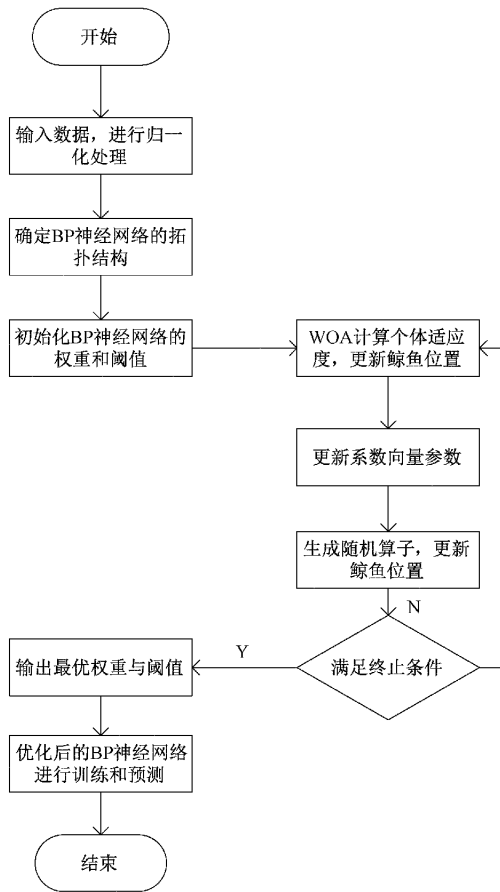 开始
输入数据，进行归一
化处理
确定BP神经网络的拓
扑结构
初始化BP神经网络的
权重和阈值
WOA计算个体适应
度，更新鲸鱼位置
更新系数向量参数
生成随机算子，更新
鲸鱼位置
N
满足终止条件
Y
输出最优权重与阈值
优化后的BP神经网络
进行训练和预测
结束